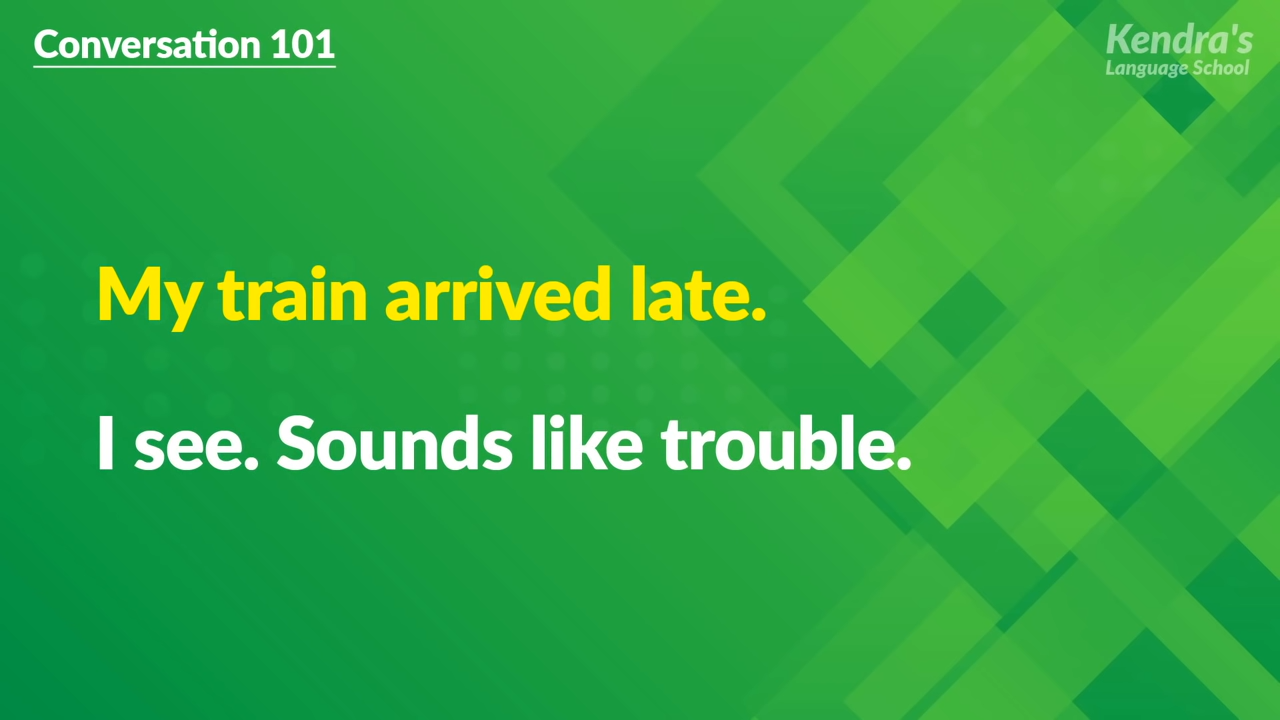 Conversation 101
Kendra's
Language School
My train arrived late.
I see. Sounds like trouble.